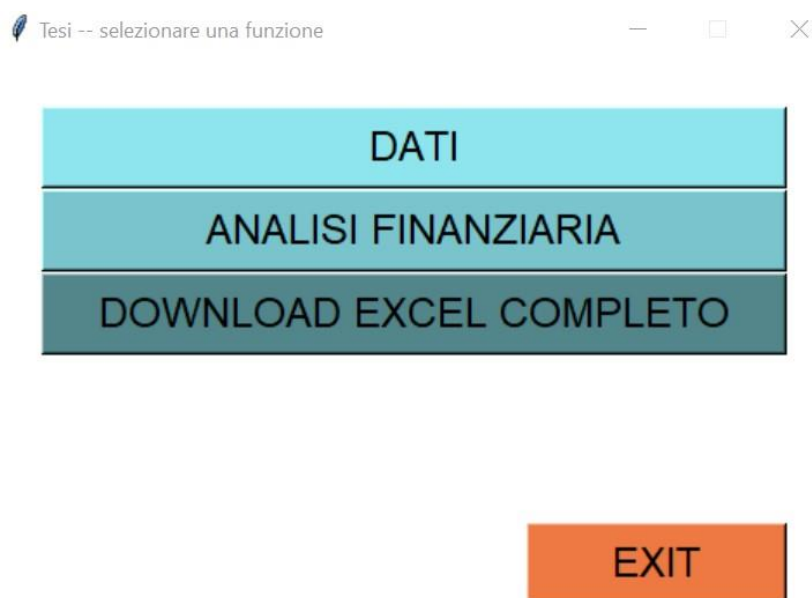 Tesi -- selezionare una funzione
DATI
ANALISI FINANZIARIA
DOWNLOAD EXCEL COMPLETO
EXIT